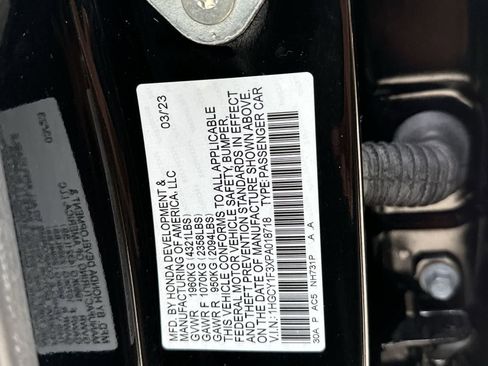 MFD. BY HONDA DEVELOPMENT & 03/23
MANUFACTURING OF AMERICA, LLC
GVWR 1960KG (4321LBS)
GAWR F 1070KG (2358LBS)
GAWR R 950KG (2094LBS)
THIS VEHICLE CONFORMS TO ALL APPLICABLE
FEDERAL MOTOR VEHICLE SAFETY, BUMPER,
AND THEFT PREVENTION STANDARDS IN EFFECT
ON THE DATE OF MANUFACTURE SHOWN ABOVE.
V.I.N.: 1HGCY1F3XPA018718 TYPE:PASSENGER CAR
30A P AC5 NH731P A A